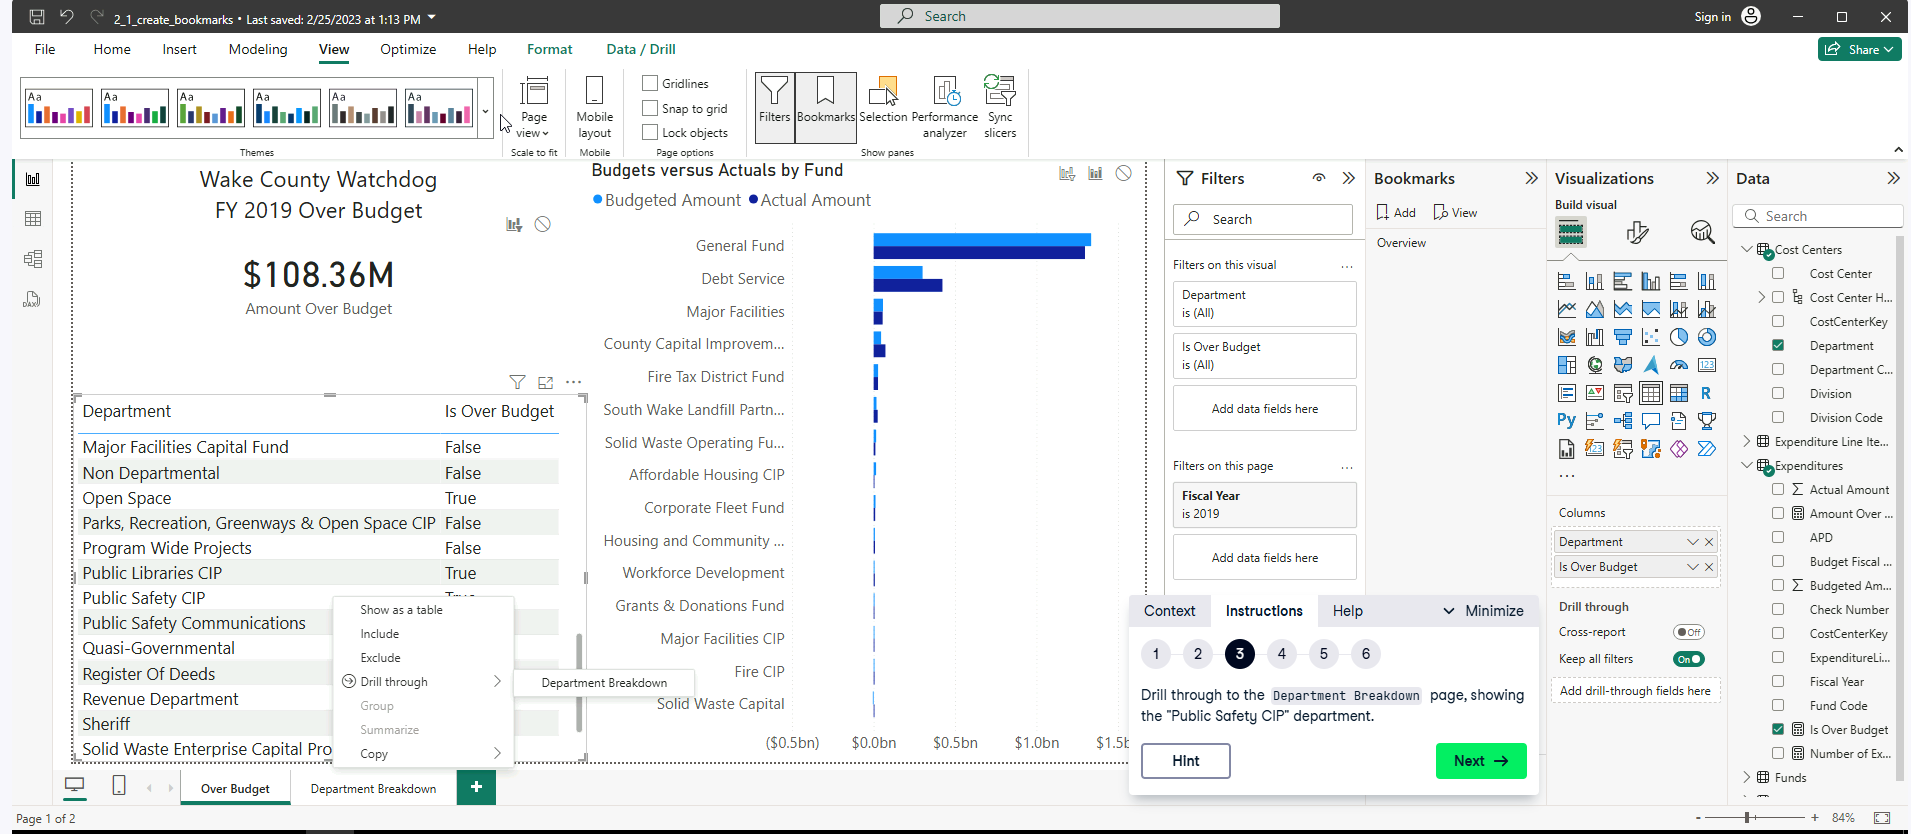 2_1_create_bookmarks • Last saved: 2/25/2023 at 1:13 PM
Search
Sign in
File
Home
Insert
Modeling
View
Optimize
Help
Format
Data / Drill
Share
Aa
Aa
Aa
Aa
Aa
Aa
Themes
Page
view
Scale to fit
Mobile
layout
Mobile
Gridlines
Snap to grid
Lock objects
Page options
Filters
Bookmarks
Selection
Performance
analyzer
Sync
slicers
Show panes
Wake County Watchdog
FY 2019 Over Budget
$108.36M
Amount Over Budget
Department
Is Over Budget
Major Facilities Capital Fund
False
Non Departmental
False
Open Space
True
Parks, Recreation, Greenways & Open Space CIP
False
Program Wide Projects
False
Public Libraries CIP
True
Public Safety CIP
Public Safety Communications
Quasi-Governmental
Register Of Deeds
Revenue Department
Sheriff
Solid Waste Enterprise Capital Pro
Show as a table
Include
Exclude
Drill through
Group
Summarize
Copy
Department Breakdown
Budgets versus Actuals by Fund
Budgeted Amount
Actual Amount
General Fund
Debt Service
Major Facilities
County Capital Improvem...
Fire Tax District Fund
South Wake Landfill Partn...
Solid Waste Operating Fu...
Affordable Housing CIP
Corporate Fleet Fund
Housing and Community ...
Workforce Development
Grants & Donations Fund
Major Facilities CIP
Fire CIP
Solid Waste Capital
($0.5bn)
$0.0bn
$0.5bn
$1.0bn
$1.5b
Filters
Search
Filters on this visual
...
Department
is (All)
Is Over Budget
is (All)
Add data fields here
Filters on this page
...
Fiscal Year
is 2019
Add data fields here
Bookmarks
Add
View
Overview
Visualizations
Build visual
123
R
Py
123
...
Columns
Department
Is Over Budget
Drill through
Cross-report
Off
Keep all filters
On
Add drill-through fields here
Data
Search
Cost Centers
Cost Center
Cost Center H...
CostCenterKey
Department
Department C...
Division
Division Code
Expenditure Line Ite...
Expenditures
Actual Amount
Amount Over ...
APD
Budget Fiscal ...
Budgeted Am...
Check Number
CostCenterKey
ExpenditureLi...
Fiscal Year
Fund Code
Is Over Budget
Number of Ex...
Funds
Context
Instructions
Help
Minimize
1
2
3
4
5
6
Drill through to the Department Breakdown page, showing
the "Public Safety CIP" department.
Hint
Next
Over Budget
Department Breakdown
+
Page 1 of 2
- + 84%